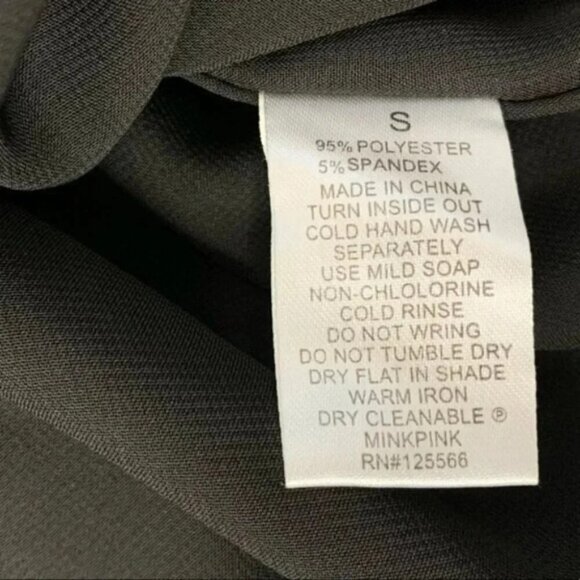 S
95% POLYESTER
5% SPANDEX
MADE IN CHINA
TURN INSIDE OUT
COLD HAND WASH
SEPARATELY
USE MILD SOAP
NON-CHLOLORINE
COLD RINSE
DO NOT WRING
DO NOT TUMBLE DRY
DRY FLAT IN SHADE
WARM IRON
DRY CLEANABLE Ⓟ
MINKPINK
RN#125566